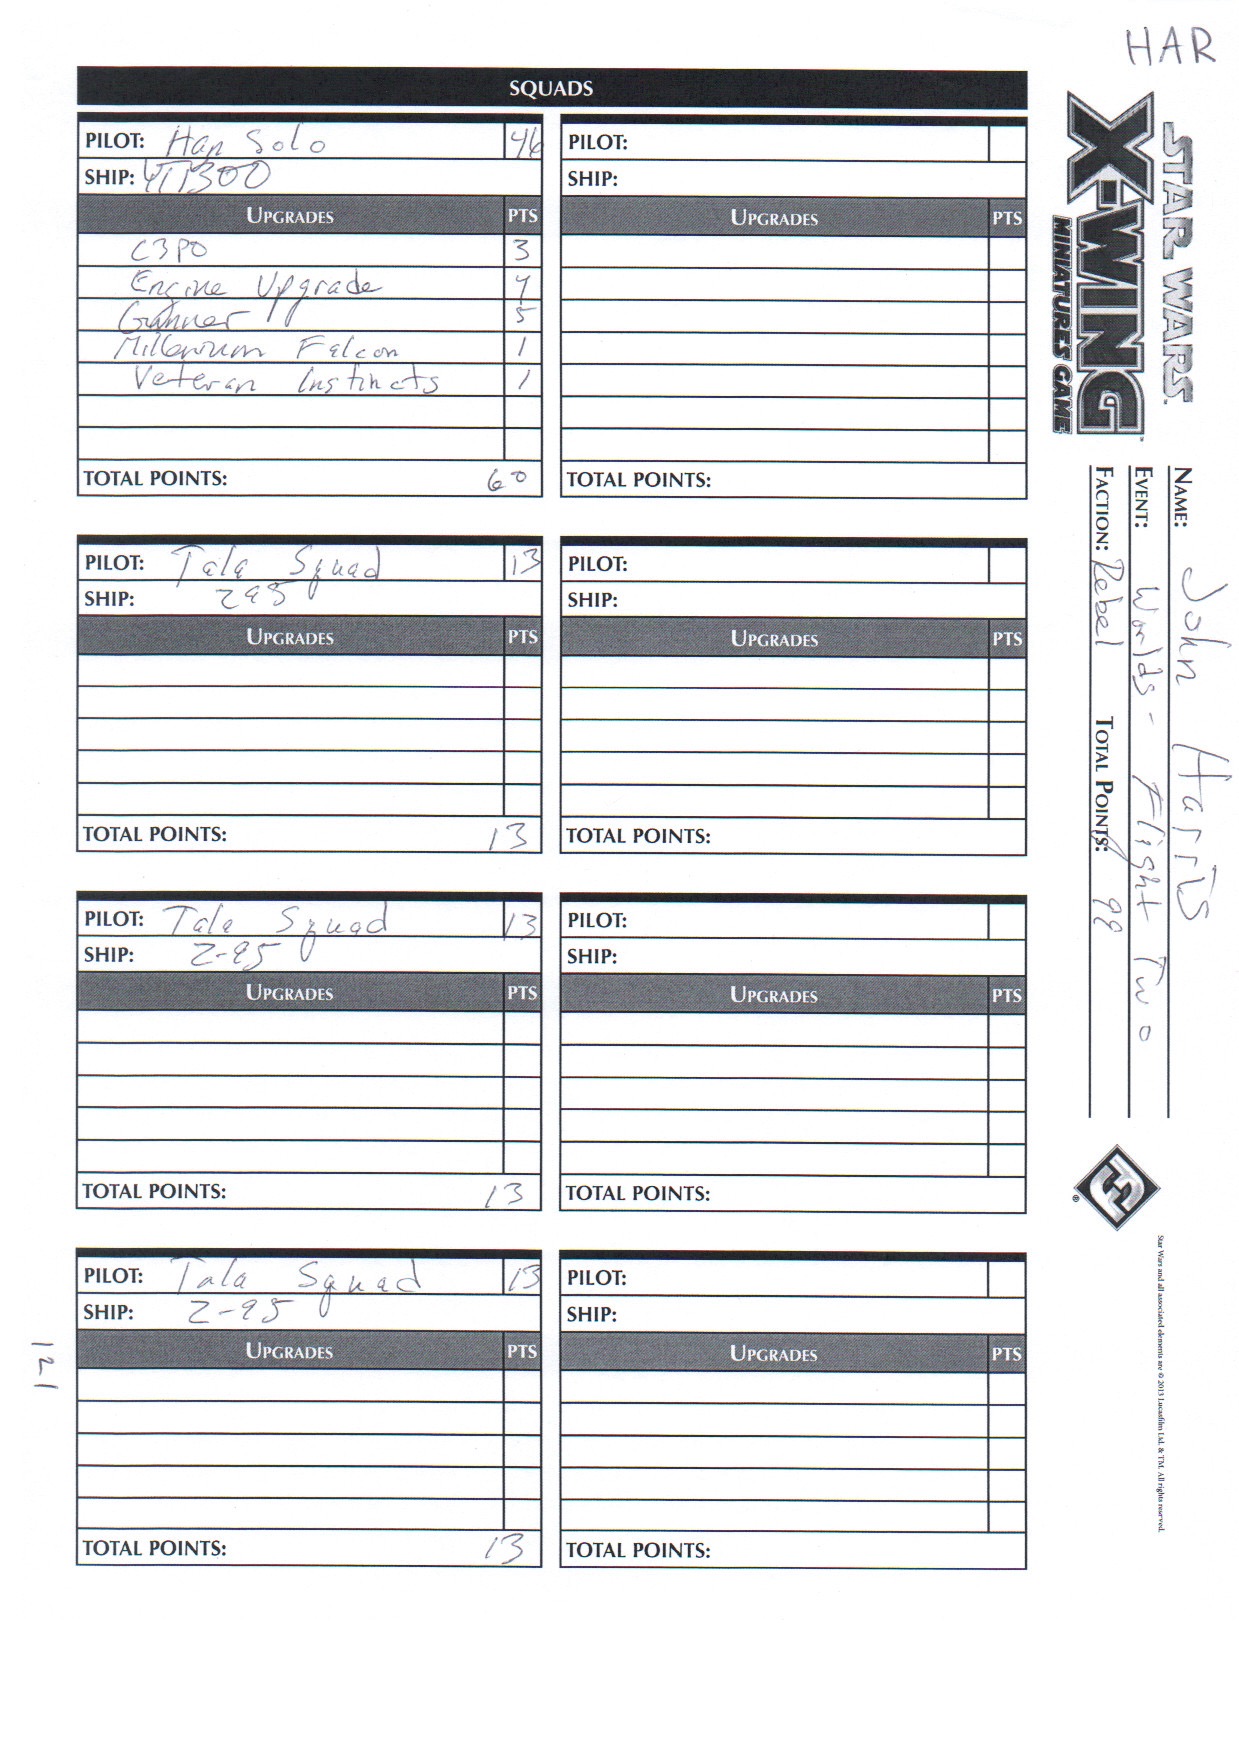 HAR
SQUADS
PILOT: Han Solo 46
SHIP: YT1300
UPGRADES PTS
C3PO 3
Engine Upgrade 4
Gunner 5
Millenium Falcon 1
Veteran Instincts 1
TOTAL POINTS: 60
PILOT:
SHIP:
UPGRADES PTS
TOTAL POINTS:
PILOT: Tala Squad 13
SHIP: Z95
UPGRADES PTS
TOTAL POINTS: 13
PILOT:
SHIP:
UPGRADES PTS
TOTAL POINTS:
PILOT: Tala Squad 13
SHIP: Z-95
UPGRADES PTS
TOTAL POINTS: 13
PILOT:
SHIP:
UPGRADES PTS
TOTAL POINTS:
PILOT: Tala Squad 13
SHIP: Z-95
UPGRADES PTS
TOTAL POINTS: 13
PILOT:
SHIP:
UPGRADES PTS
TOTAL POINTS:
STAR WARS
X-WING
MINIATURES GAME
NAME: John Harris
EVENT: Worlds - Flight Two
FACTION: Rebel TOTAL POINTS: 99
Star Wars and all associated elements are © 2013 Lucasfilm Ltd. & TM. All rights reserved.
121